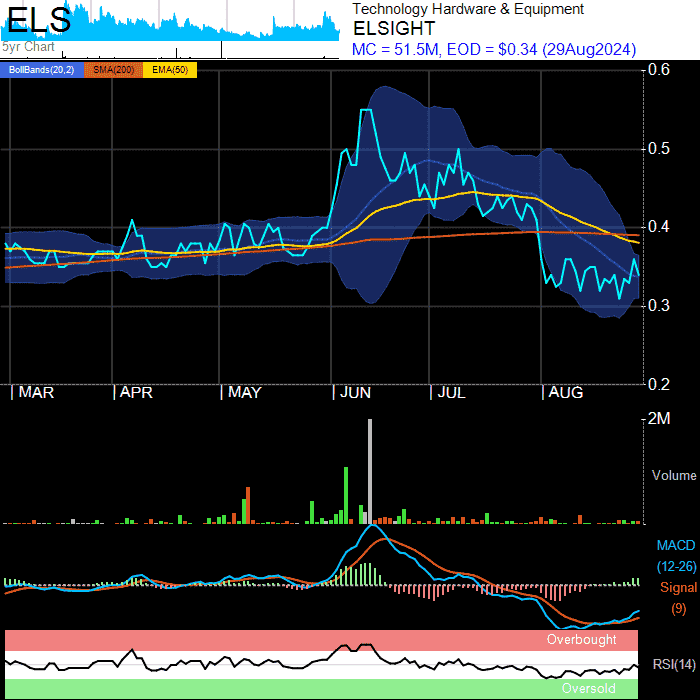 ELS
5yr Chart
Technology Hardware & Equipment
ELSIGHT
MC = 51.5M, EOD = $0.34 (29Aug2024)
BollBands(20,2) SMA(200) EMA(50)
0.6
0.5
0.4
0.3
0.2
MAR APR MAY JUN JUL AUG
2M
Volume
MACD
(12-26)
Signal
(9)
Overbought
RSI(14)
Oversold